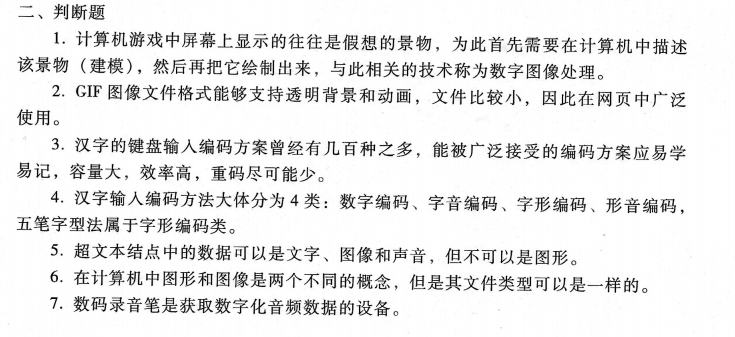 二、判断题
1. 计算机游戏中屏幕上显示的往往是假想的景物，为此首先需要在计算机中描述
该景物（建模），然后再把它绘制出来，与此相关的技术称为数字图像处理。
2. GIF 图像文件格式能够支持透明背景和动画，文件比较小，因此在网页中广泛
使用。
3. 汉字的键盘输入编码方案曾经有几百种之多，能被广泛接受的编码方案应易学
易记，容量大，效率高，重码尽可能少。
4. 汉字输入编码方法大体分为 4 类：数字编码、字音编码、字形编码、形音编码，
五笔字型法属于字形编码类。
5. 超文本结点中的数据可以是文字、图像和声音，但不可以是图形。
6. 在计算机中图形和图像是两个不同的概念，但是其文件类型可以是一样的。
7. 数码录音笔是获取数字化音频数据的设备。